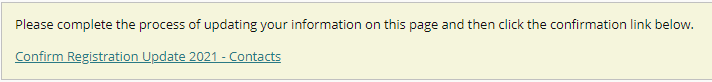 Please complete the process of updating your information on this page and then click the confirmation link below.
Confirm Registration Update 2021 - Contacts